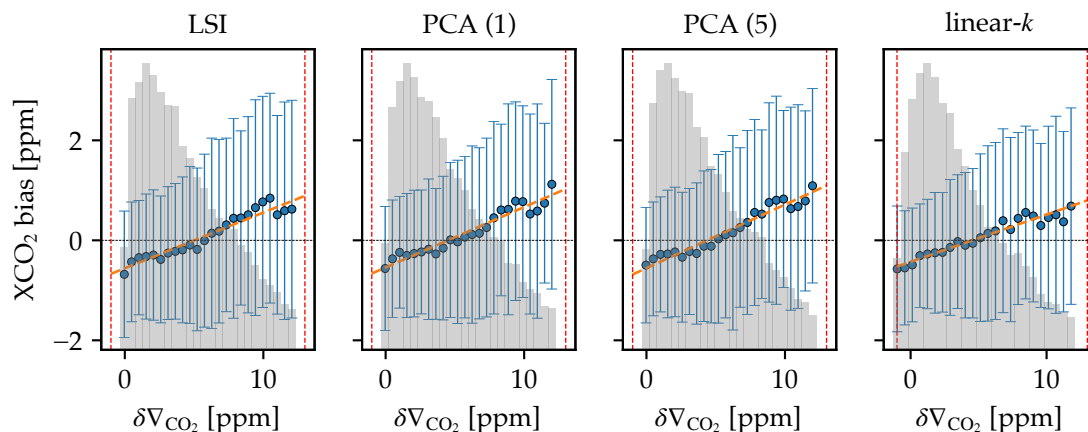 LSI PCA (1) PCA (5) linear-k
XCO₂ bias [ppm]
2
0
−2
0 10 0 10 0 10 0 10
δ∇CO₂ [ppm] δ∇CO₂ [ppm] δ∇CO₂ [ppm] δ∇CO₂ [ppm]